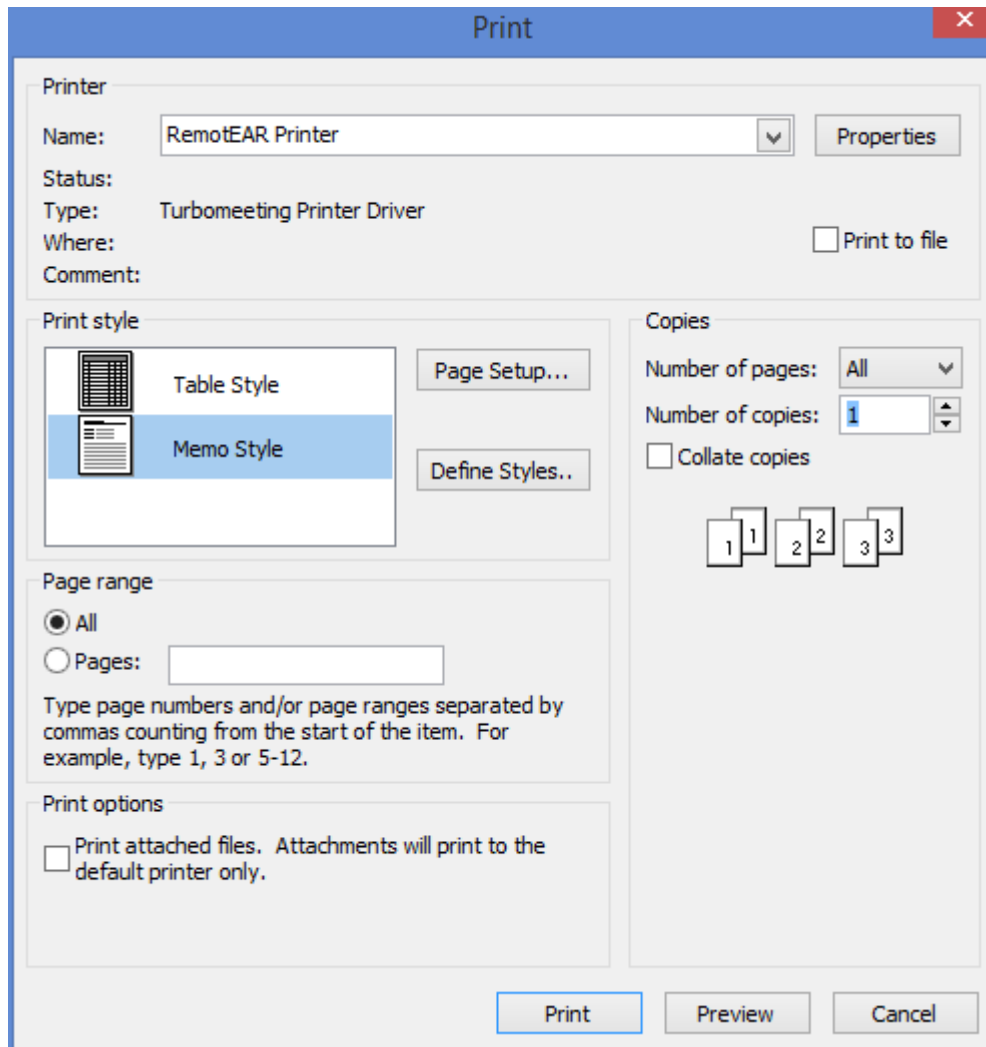 Print
Printer
Name: RemotEAR Printer Properties
Status:
Type: Turbomeeting Printer Driver
Where: Print to file
Comment:
Print style
Table Style
Memo Style
Page Setup...
Define Styles..
Copies
Number of pages: All
Number of copies: 1
Collate copies
1 1 2 2 3 3
Page range
All
Pages:
Type page numbers and/or page ranges separated by
commas counting from the start of the item.  For
example, type 1, 3 or 5-12.
Print options
Print attached files.  Attachments will print to the
default printer only.
Print Preview Cancel